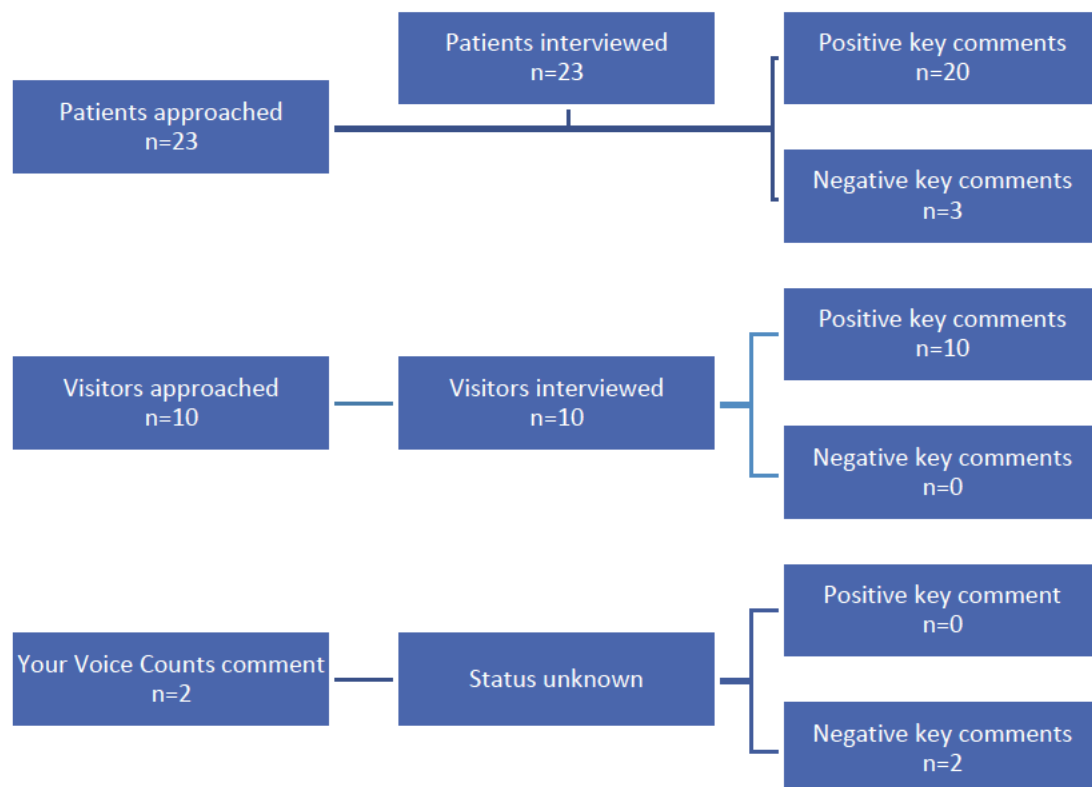 Patients approached
n=23
Patients interviewed
n=23
Positive key comments
n=20
Negative key comments
n=3
Visitors approached
n=10
Visitors interviewed
n=10
Positive key comments
n=10
Negative key comments
n=0
Your Voice Counts comment
n=2
Status unknown
Positive key comment
n=0
Negative key comments
n=2